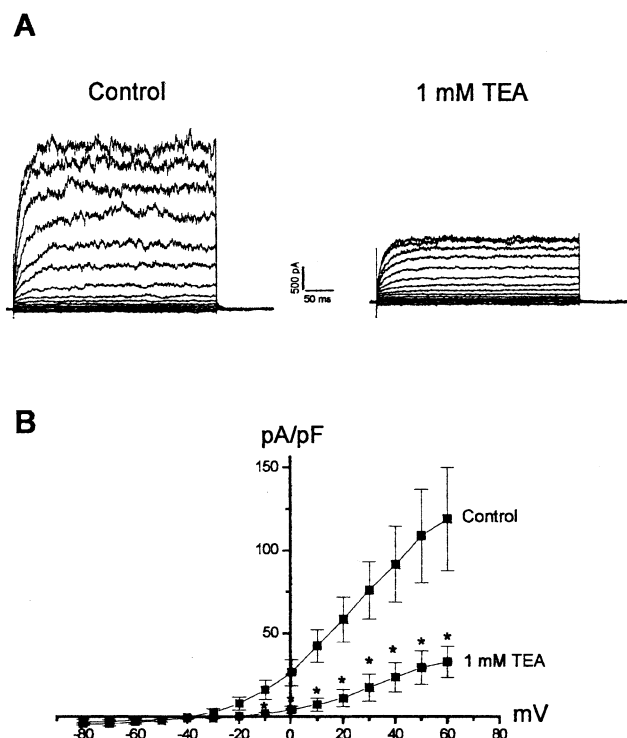 A
Control
1 mM TEA
500 pA
50 ms
B
pA/pF
150
100
50
Control
1 mM TEA
* * * * * * * *
mV
-80 -60 -40 -20 0 20 40 60 80